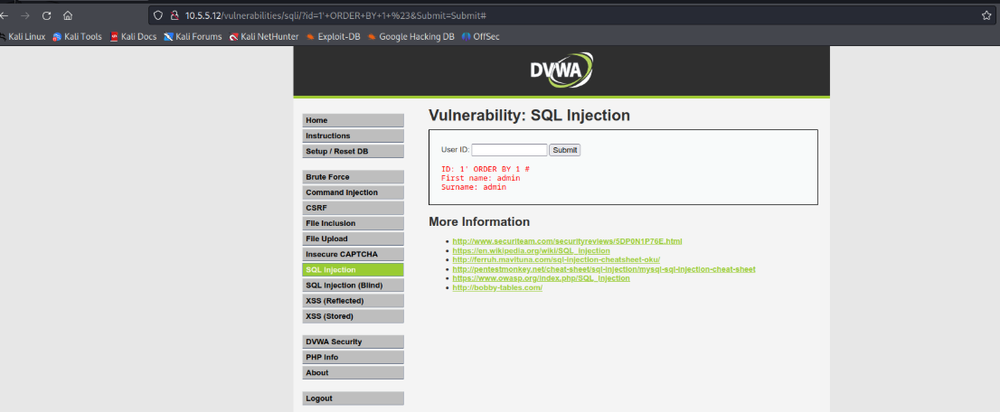 10.5.5.12/vulnerabilities/sqli/?id=1'+ORDER+BY+1+%23&Submit=Submit#
Kali Linux Kali Tools Kali Docs Kali Forums Kali NetHunter Exploit-DB Google Hacking DB OffSec
DVWA
Home
Instructions
Setup / Reset DB
Brute Force
Command Injection
CSRF
File Inclusion
File Upload
Insecure CAPTCHA
SQL Injection
SQL Injection (Blind)
XSS (Reflected)
XSS (Stored)
DVWA Security
PHP Info
About
Logout
Vulnerability: SQL Injection
User ID: Submit
ID: 1' ORDER BY 1 #
First name: admin
Surname: admin
More Information
http://www.securiteam.com/securityreviews/5DP0N1P76E.html
https://en.wikipedia.org/wiki/SQL_injection
http://ferruh.mavituna.com/sql-injection-cheatsheet-oku/
http://pentestmonkey.net/cheat-sheet/sql-injection/mysql-sql-injection-cheat-sheet
https://www.owasp.org/index.php/SQL_Injection
http://bobby-tables.com/